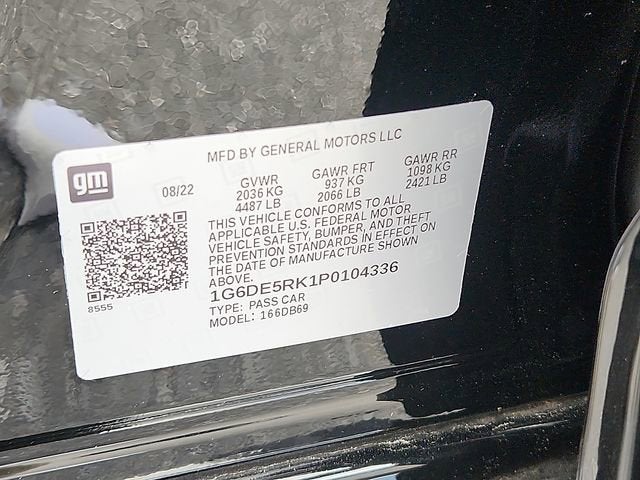 MFD BY GENERAL MOTORS LLC
gm
08/22
GVWR
2036 KG
4487 LB
GAWR FRT
937 KG
2066 LB
GAWR RR
1098 KG
2421 LB
THIS VEHICLE CONFORMS TO ALL
APPLICABLE U.S. FEDERAL MOTOR
VEHICLE SAFETY, BUMPER, AND THEFT
PREVENTION STANDARDS IN EFFECT ON
THE DATE OF MANUFACTURE SHOWN
ABOVE.
1G6DE5RK1P0104336
8555
TYPE: PASS CAR
MODEL: 166DB69